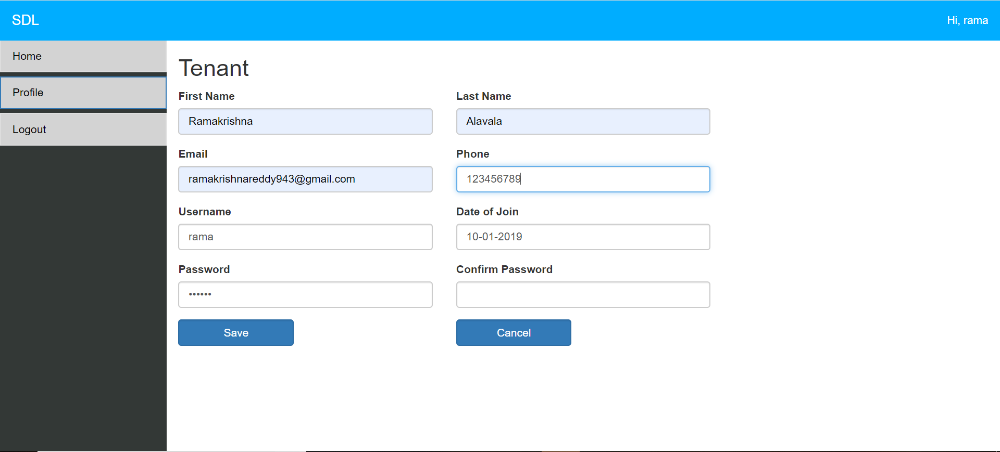 SDL
Hi, rama
Home
Profile
Logout
Tenant
First Name
Last Name
Ramakrishna
Alavala
Email
Phone
ramakrishnareddy943@gmail.com
123456789
Username
Date of Join
rama
10-01-2019
Password
Confirm Password
••••••
Save
Cancel